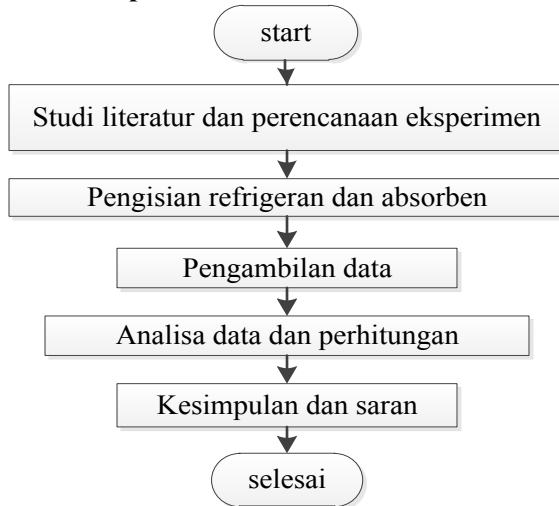 start
Studi literatur dan perencanaan eksperimen
Pengisian refrigeran dan absorben
Pengambilan data
Analisa data dan perhitungan
Kesimpulan dan saran
selesai